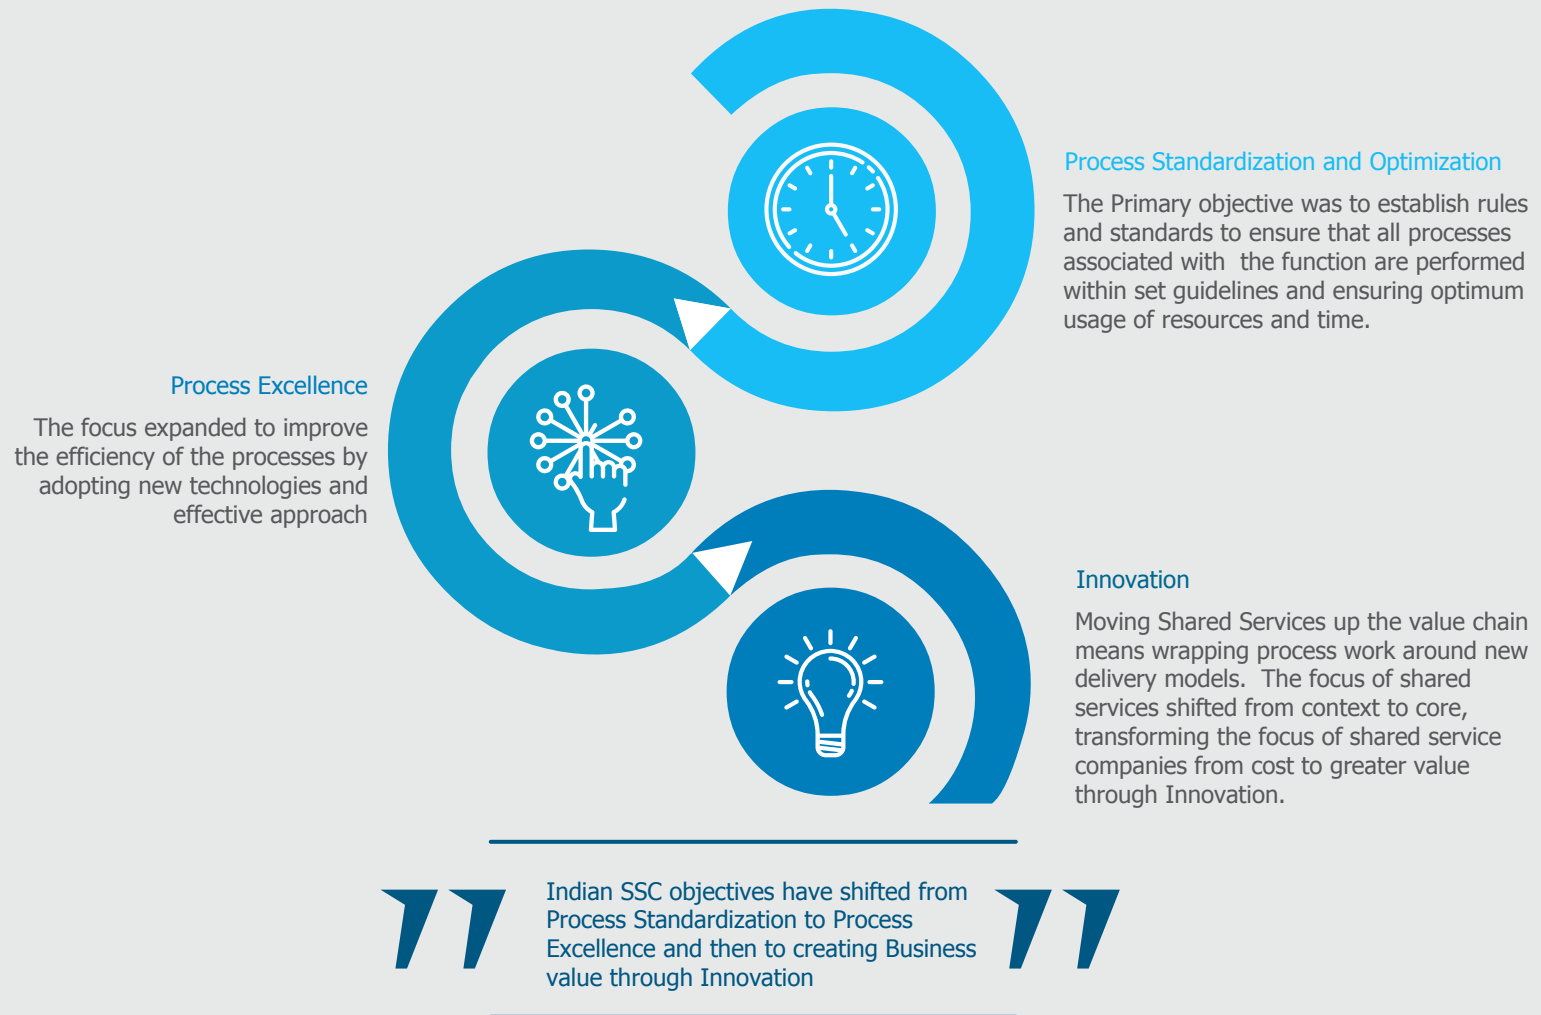 Process Standardization and Optimization
The Primary objective was to establish rules
and standards to ensure that all processes
associated with  the function are performed
within set guidelines and ensuring optimum
usage of resources and time.
Process Excellence
The focus expanded to improve
the efficiency of the processes by
adopting new technologies and
effective approach
Innovation
Moving Shared Services up the value chain
means wrapping process work around new
delivery models.  The focus of shared
services shifted from context to core,
transforming the focus of shared service
companies from cost to greater value
through Innovation.
Indian SSC objectives have shifted from
Process Standardization to Process
Excellence and then to creating Business
value through Innovation